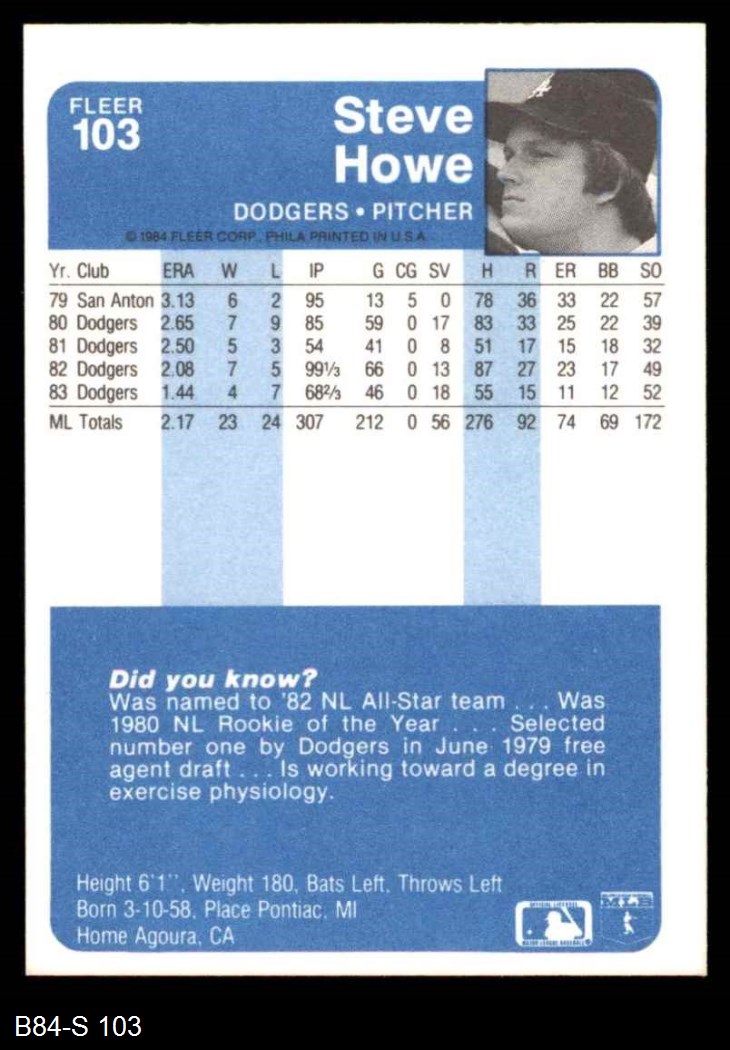 FLEER
103
Steve
Howe
DODGERS • PITCHER
© 1984 FLEER CORP., PHILA PRINTED IN U.S.A.
Yr. Club ERA W L IP G CG SV H R ER BB SO
79 San Anton 3.13 6 2 95 13 5 0 78 36 33 22 57
80 Dodgers 2.65 7 9 85 59 0 17 83 33 25 22 39
81 Dodgers 2.50 5 3 54 41 0 8 51 17 15 18 32
82 Dodgers 2.08 7 5 99⅓ 66 0 13 87 27 23 17 49
83 Dodgers 1.44 4 7 68⅔ 46 0 18 55 15 11 12 52
ML Totals 2.17 23 24 307 212 0 56 276 92 74 69 172
Did you know?
Was named to '82 NL All-Star team . . . Was
1980 NL Rookie of the Year . . . Selected
number one by Dodgers in June 1979 free
agent draft . . . Is working toward a degree in
exercise physiology.
Height 6'1'', Weight 180, Bats Left, Throws Left
Born 3-10-58, Place Pontiac, MI
Home Agoura, CA
MAJOR LEAGUE BASEBALL
B84-S 103